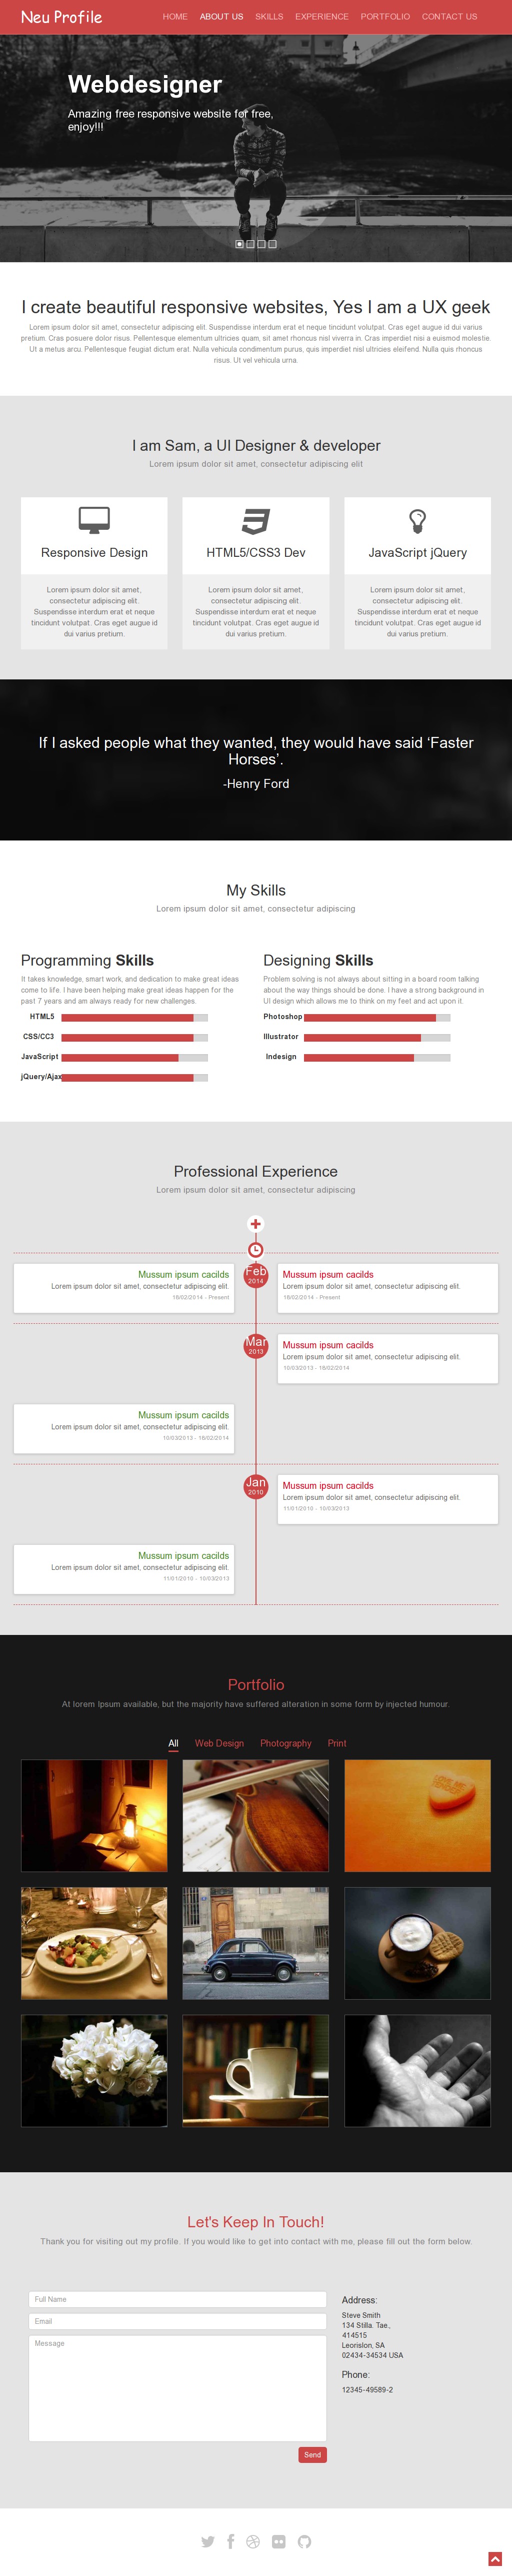 Neu Profile
HOME ABOUT US SKILLS EXPERIENCE PORTFOLIO CONTACT US
Webdesigner
Amazing free responsive website for free,
enjoy!!!
I create beautiful responsive websites, Yes I am a UX geek
Lorem ipsum dolor sit amet, consectetur adipiscing elit. Suspendisse interdum erat et neque tincidunt volutpat. Cras eget augue id dui varius
pretium. Cras posuere dolor risus. Pellentesque elementum ultricies quam, sit amet rhoncus nisl viverra in. Cras imperdiet nisi a euismod molestie.
Ut a metus arcu. Pellentesque feugiat dictum erat. Nulla vehicula condimentum purus, quis imperdiet nisl ultricies eleifend. Nulla quis rhoncus
risus. Ut vel vehicula urna.
I am Sam, a UI Designer & developer
Lorem ipsum dolor sit amet, consectetur adipiscing elit
Responsive Design
Lorem ipsum dolor sit amet,
consectetur adipiscing elit.
Suspendisse interdum erat et neque
tincidunt volutpat. Cras eget augue id
dui varius pretium.
HTML5/CSS3 Dev
Lorem ipsum dolor sit amet,
consectetur adipiscing elit.
Suspendisse interdum erat et neque
tincidunt volutpat. Cras eget augue id
dui varius pretium.
JavaScript jQuery
Lorem ipsum dolor sit amet,
consectetur adipiscing elit.
Suspendisse interdum erat et neque
tincidunt volutpat. Cras eget augue id
dui varius pretium.
If I asked people what they wanted, they would have said ‘Faster
Horses’.
-Henry Ford
My Skills
Lorem ipsum dolor sit amet, consectetur adipiscing
Programming Skills
It takes knowledge, smart work, and dedication to make great ideas
come to life. I have been helping make great ideas happen for the
past 7 years and am always ready for new challenges.
HTML5
CSS/CC3
JavaScript
jQuery/Ajax
Designing Skills
Problem solving is not always about sitting in a board room talking
about the way things should be done. I have a strong background in
UI design which allows me to think on my feet and act upon it.
Photoshop
Illustrator
Indesign
Professional Experience
Lorem ipsum dolor sit amet, consectetur adipiscing
Feb
2014
Mussum ipsum cacilds
Lorem ipsum dolor sit amet, consectetur adipiscing elit.
18/02/2014 - Present
Mussum ipsum cacilds
Lorem ipsum dolor sit amet, consectetur adipiscing elit.
18/02/2014 - Present
Mar
2013
Mussum ipsum cacilds
Lorem ipsum dolor sit amet, consectetur adipiscing elit.
10/03/2013 - 18/02/2014
Mussum ipsum cacilds
Lorem ipsum dolor sit amet, consectetur adipiscing elit.
10/03/2013 - 18/02/2014
Jan
2010
Mussum ipsum cacilds
Lorem ipsum dolor sit amet, consectetur adipiscing elit.
11/01/2010 - 10/03/2013
Mussum ipsum cacilds
Lorem ipsum dolor sit amet, consectetur adipiscing elit.
11/01/2010 - 10/03/2013
Portfolio
At lorem Ipsum available, but the majority have suffered alteration in some form by injected humour.
All Web Design Photography Print
Let's Keep In Touch!
Thank you for visiting out my profile. If you would like to get into contact with me, please fill out the form below.
Full Name
Email
Message
Send
Address:
Steve Smith
134 Stilla. Tae.,
414515
Leorislon, SA
02434-34534 USA
Phone:
12345-49589-2